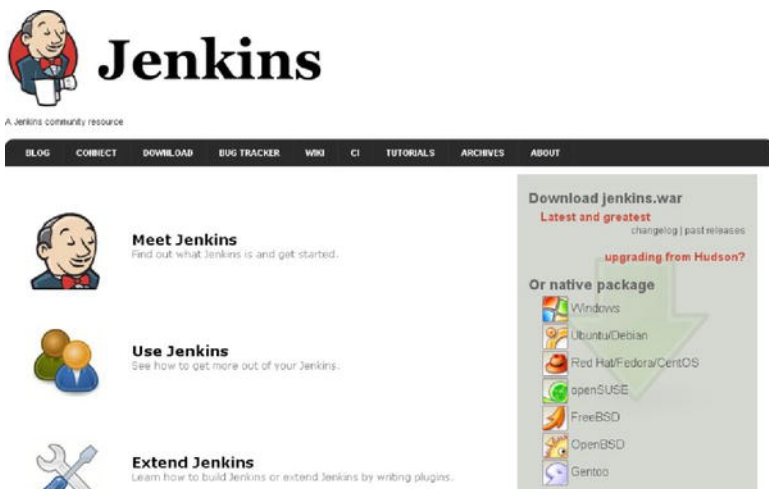 Jenkins
A Jenkins community resource
BLOG CONNECT DOWNLOAD BUG TRACKER WIKI CI TUTORIALS ARCHIVES ABOUT
Meet Jenkins
Find out what Jenkins is and get started.
Use Jenkins
See how to get more out of your Jenkins.
Extend Jenkins
Learn how to build Jenkins or extend Jenkins by writing plugins.
Download jenkins.war
Latest and greatest
changelog | past releases
upgrading from Hudson?
Or native package
Windows
Ubuntu/Debian
Red Hat/Fedora/CentOS
openSUSE
FreeBSD
OpenBSD
Gentoo